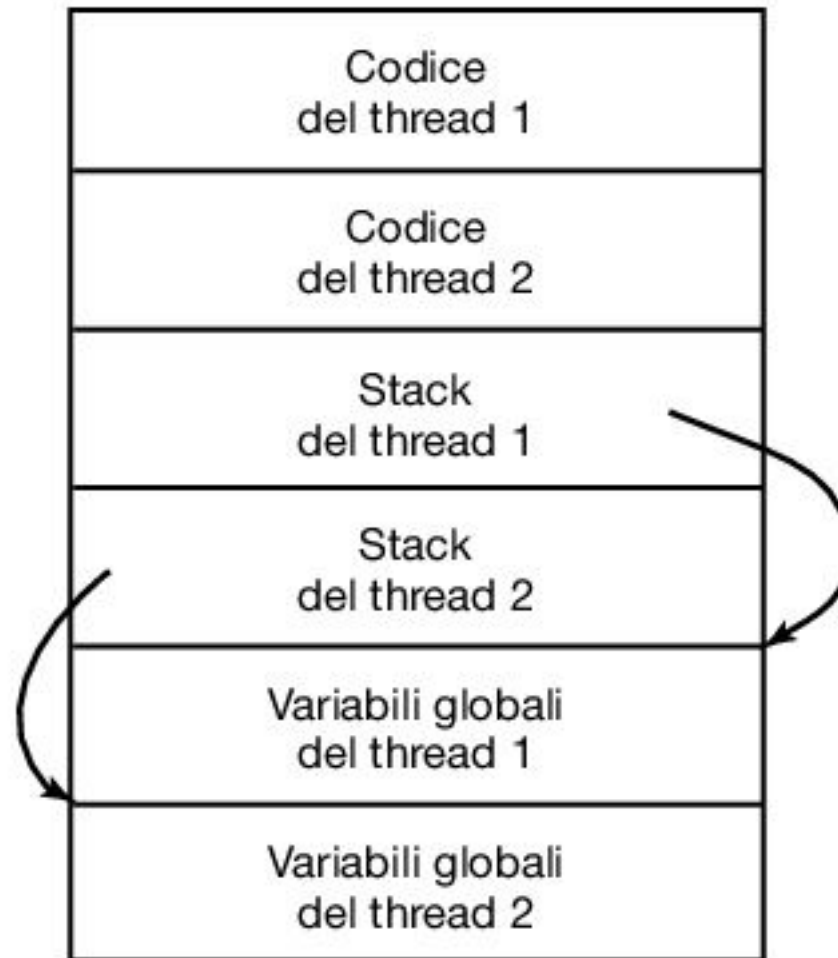 Codice
del thread 1
Codice
del thread 2
Stack
del thread 1
Stack
del thread 2
Variabili globali
del thread 1
Variabili globali
del thread 2